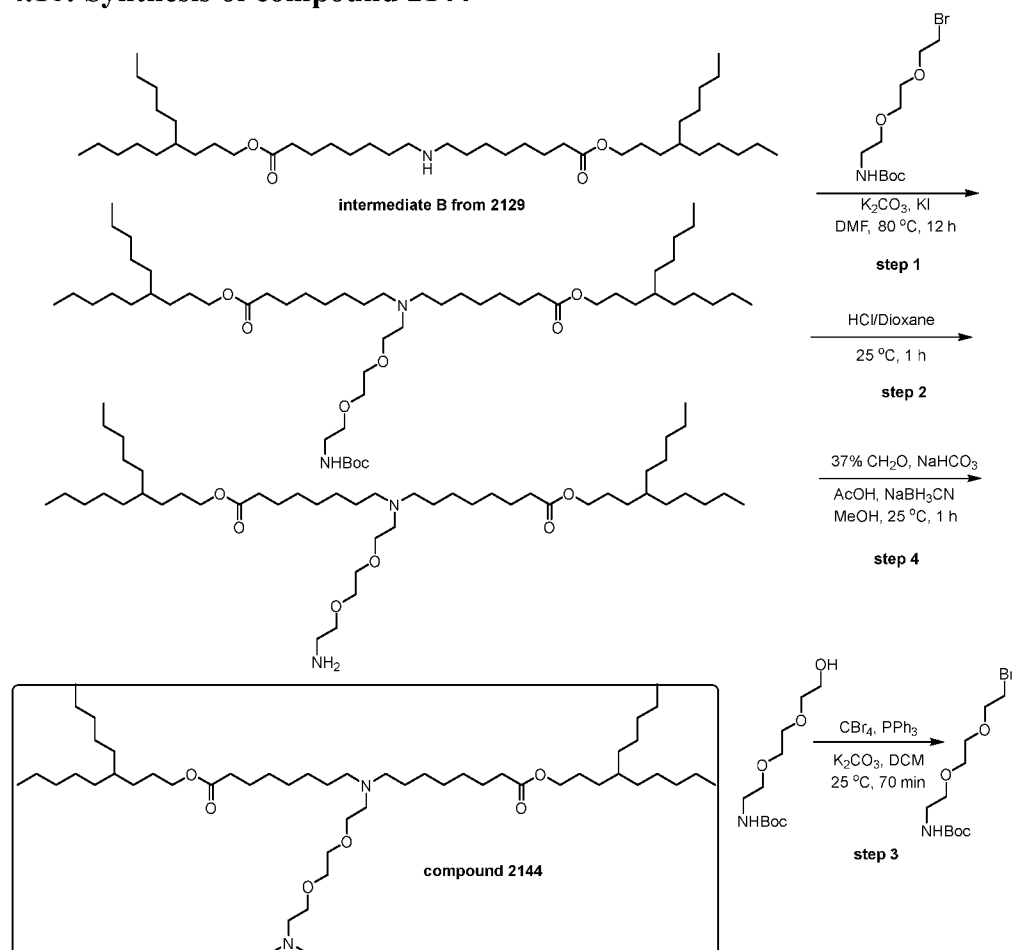 Synthesis of compound 2144
Br
O
O
NHBoc
O
O
N
H
O
O
intermediate B from 2129
K₂CO₃, KI
DMF, 80 °C, 12 h
step 1
O
O
N
O
O
O
O
NHBoc
HCl/Dioxane
25 °C, 1 h
step 2
O
O
N
O
O
O
O
NH₂
37% CH₂O, NaHCO₃
AcOH, NaBH₃CN
MeOH, 25 °C, 1 h
step 4
O
O
N
O
O
O
O
N
compound 2144
OH
O
O
NHBoc
CBr₄, PPh₃
K₂CO₃, DCM
25 °C, 70 min
step 3
Br
O
O
NHBoc